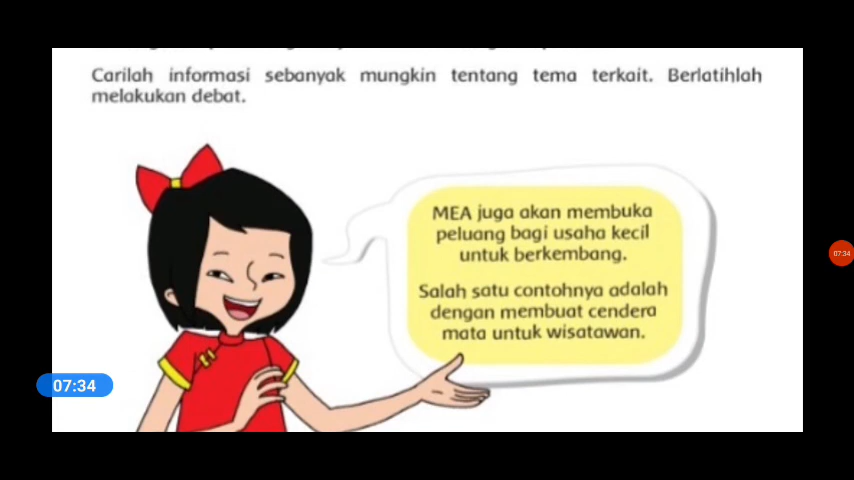 Carilah informasi sebanyak mungkin tentang tema terkait. Berlatihlah
melakukan debat.
MEA juga akan membuka
peluang bagi usaha kecil
untuk berkembang.
Salah satu contohnya adalah
dengan membuat cendera
mata untuk wisatawan.
07:34
07:34